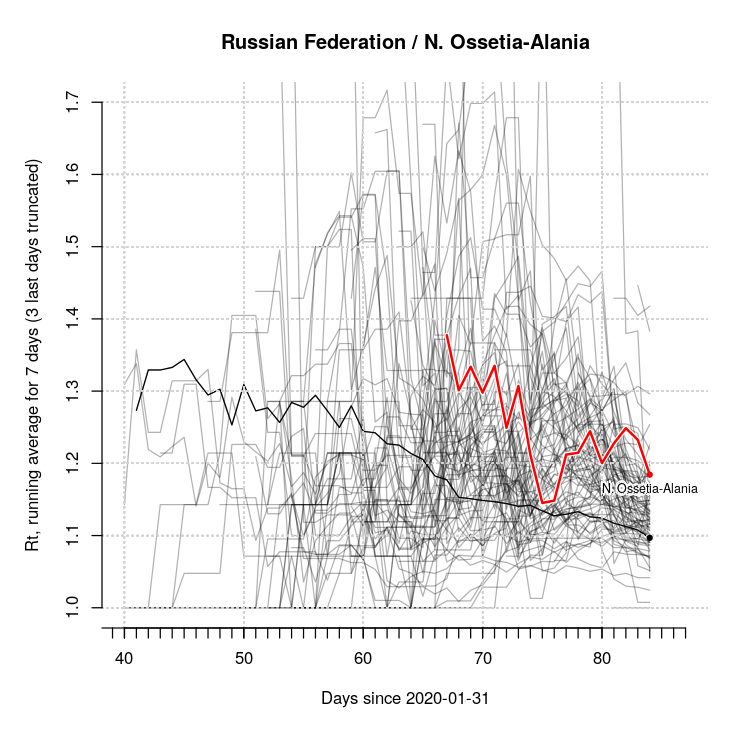 Russian Federation / N. Ossetia-Alania
Rt, running average for 7 days (3 last days truncated)
1.7
1.6
1.5
1.4
1.3
1.2
1.1
1.0
N. Ossetia-Alania
40 50 60 70 80
Days since 2020-01-31